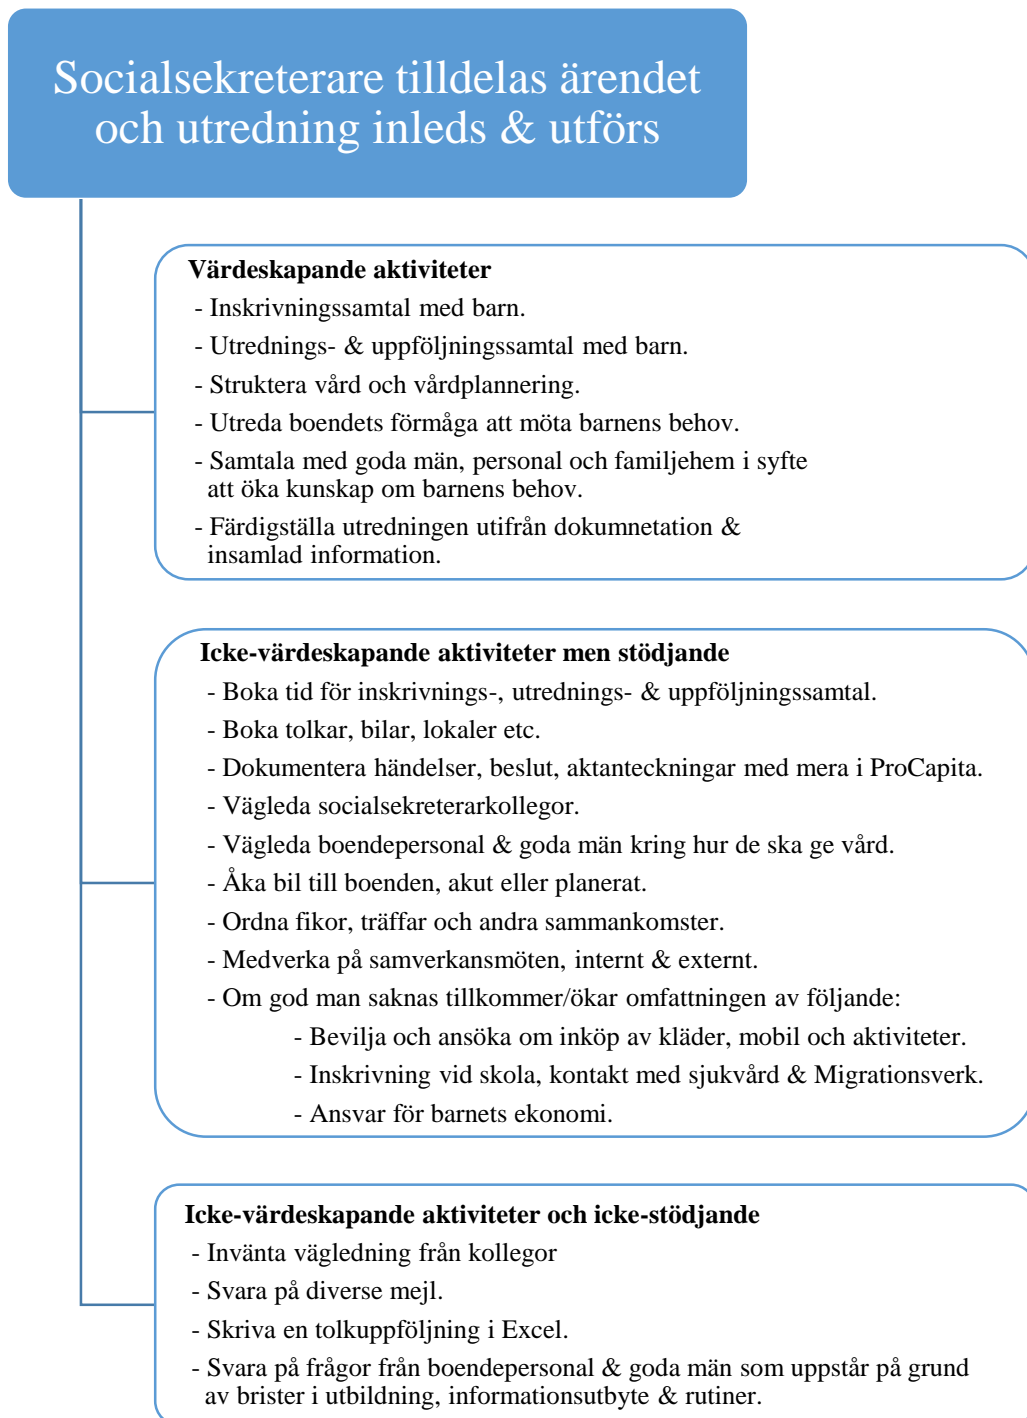 Socialsekreterare tilldelas ärendet
och utredning inleds & utförs
Värdeskapande aktiviteter
- Inskrivningssamtal med barn.
- Utrednings- & uppföljningssamtal med barn.
- Struktera vård och vårdplannering.
- Utreda boendets förmåga att möta barnens behov.
- Samtala med goda män, personal och familjehem i syfte
att öka kunskap om barnens behov.
- Färdigställa utredningen utifrån dokumnetation &
insamlad information.
Icke-värdeskapande aktiviteter men stödjande
- Boka tid för inskrivnings-, utrednings- & uppföljningssamtal.
- Boka tolkar, bilar, lokaler etc.
- Dokumentera händelser, beslut, aktanteckningar med mera i ProCapita.
- Vägleda socialsekreterarkollegor.
- Vägleda boendepersonal & goda män kring hur de ska ge vård.
- Åka bil till boenden, akut eller planerat.
- Ordna fikor, träffar och andra sammankomster.
- Medverka på samverkansmöten, internt & externt.
- Om god man saknas tillkommer/ökar omfattningen av följande:
- Bevilja och ansöka om inköp av kläder, mobil och aktiviteter.
- Inskrivning vid skola, kontakt med sjukvård & Migrationsverk.
- Ansvar för barnets ekonomi.
Icke-värdeskapande aktiviteter och icke-stödjande
- Invänta vägledning från kollegor
- Svara på diverse mejl.
- Skriva en tolkuppföljning i Excel.
- Svara på frågor från boendepersonal & goda män som uppstår på grund
av brister i utbildning, informationsutbyte & rutiner.